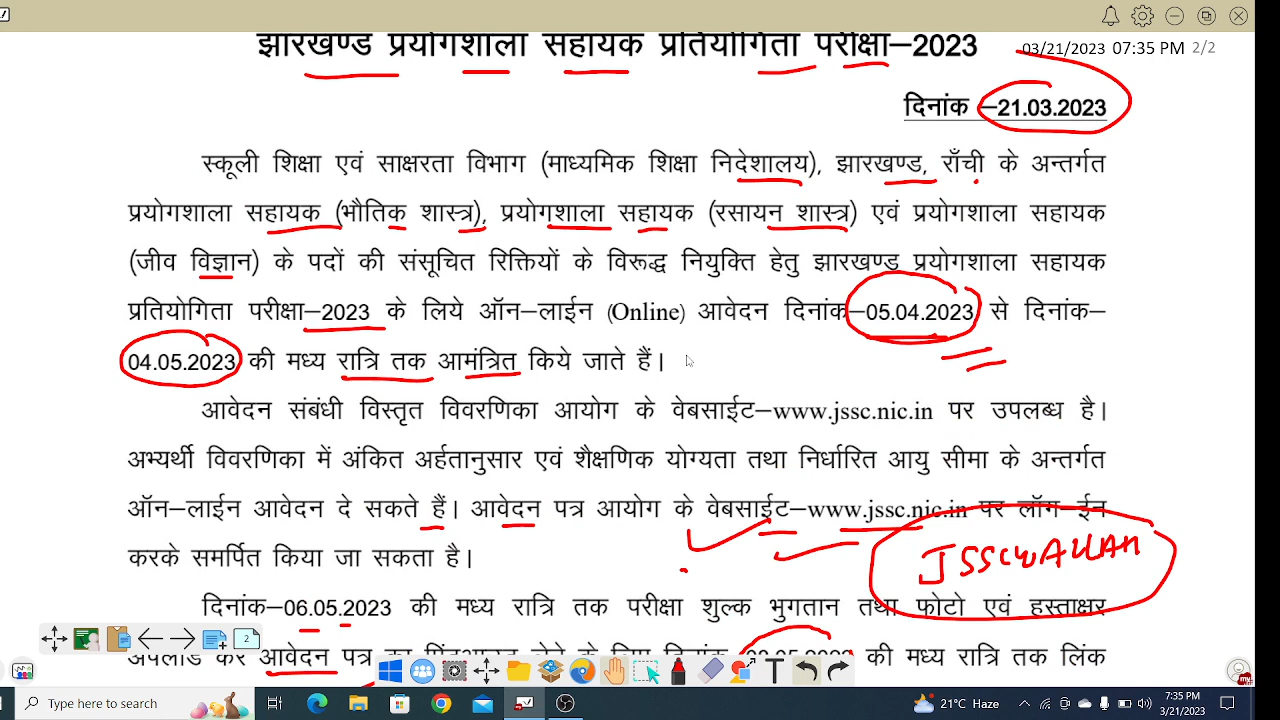 झारखण्ड प्रयोगशाला सहायक प्रतियोगिता परीक्षा–2023
03/21/2023 07:35 PM 2/2
दिनांक –21.03.2023
स्कूली शिक्षा एवं साक्षरता विभाग (माध्यमिक शिक्षा निदेशालय), झारखण्ड, राँची के अन्तर्गत
प्रयोगशाला सहायक (भौतिक शास्त्र), प्रयोगशाला सहायक (रसायन शास्त्र) एवं प्रयोगशाला सहायक
(जीव विज्ञान) के पदों की संसूचित रिक्तियों के विरूद्ध नियुक्ति हेतु झारखण्ड प्रयोगशाला सहायक
प्रतियोगिता परीक्षा–2023 के लिये ऑन–लाईन (Online) आवेदन दिनांक–05.04.2023 से दिनांक–
04.05.2023 की मध्य रात्रि तक आमंत्रित किये जाते हैं।
आवेदन संबंधी विस्तृत विवरणिका आयोग के वेबसाईट–www.jssc.nic.in पर उपलब्ध है।
अभ्यर्थी विवरणिका में अंकित अर्हतानुसार एवं शैक्षणिक योग्यता तथा निर्धारित आयु सीमा के अन्तर्गत
ऑन–लाईन आवेदन दे सकते हैं। आवेदन पत्र आयोग के वेबसाईट–www.jssc.nic.in पर लॉग–ईन
करके समर्पित किया जा सकता है।
JSSCWALLAH
दिनांक–06.05.2023 की मध्य रात्रि तक परीक्षा शुल्क भुगतान तथा फोटो एवं हस्ताक्षर
अपलोड कर आवेदन पत्र का लेने के लिए दिनांक की मध्य रात्रि तक लिंक
2
Type here to search
21°C Haze
7:35 PM
3/21/2023